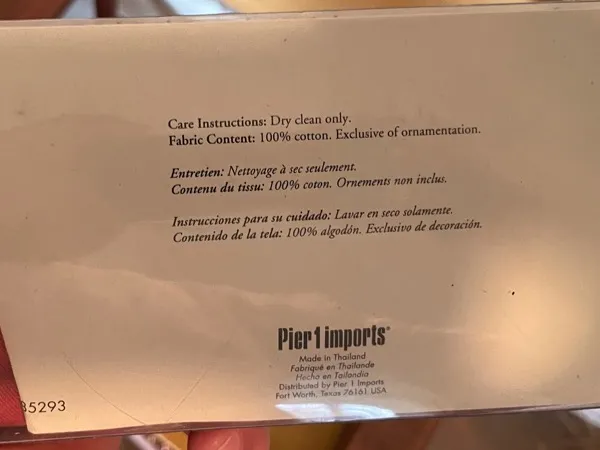 Care Instructions: Dry clean only.
Fabric Content: 100% cotton. Exclusive of ornamentation.
Entretien: Nettoyage à sec seulement.
Contenu du tissu: 100% coton. Ornements non inclus.
Instrucciones para su cuidado: Lavar en seco solamente.
Contenido de la tela: 100% algodón. Exclusivo de decoración.
Pier 1 imports®
Made in Thailand
Fabriqué en Thaïlande
Hecho en Tailandia
Distributed by Pier 1 Imports
Fort Worth, Texas 76161 USA
35293